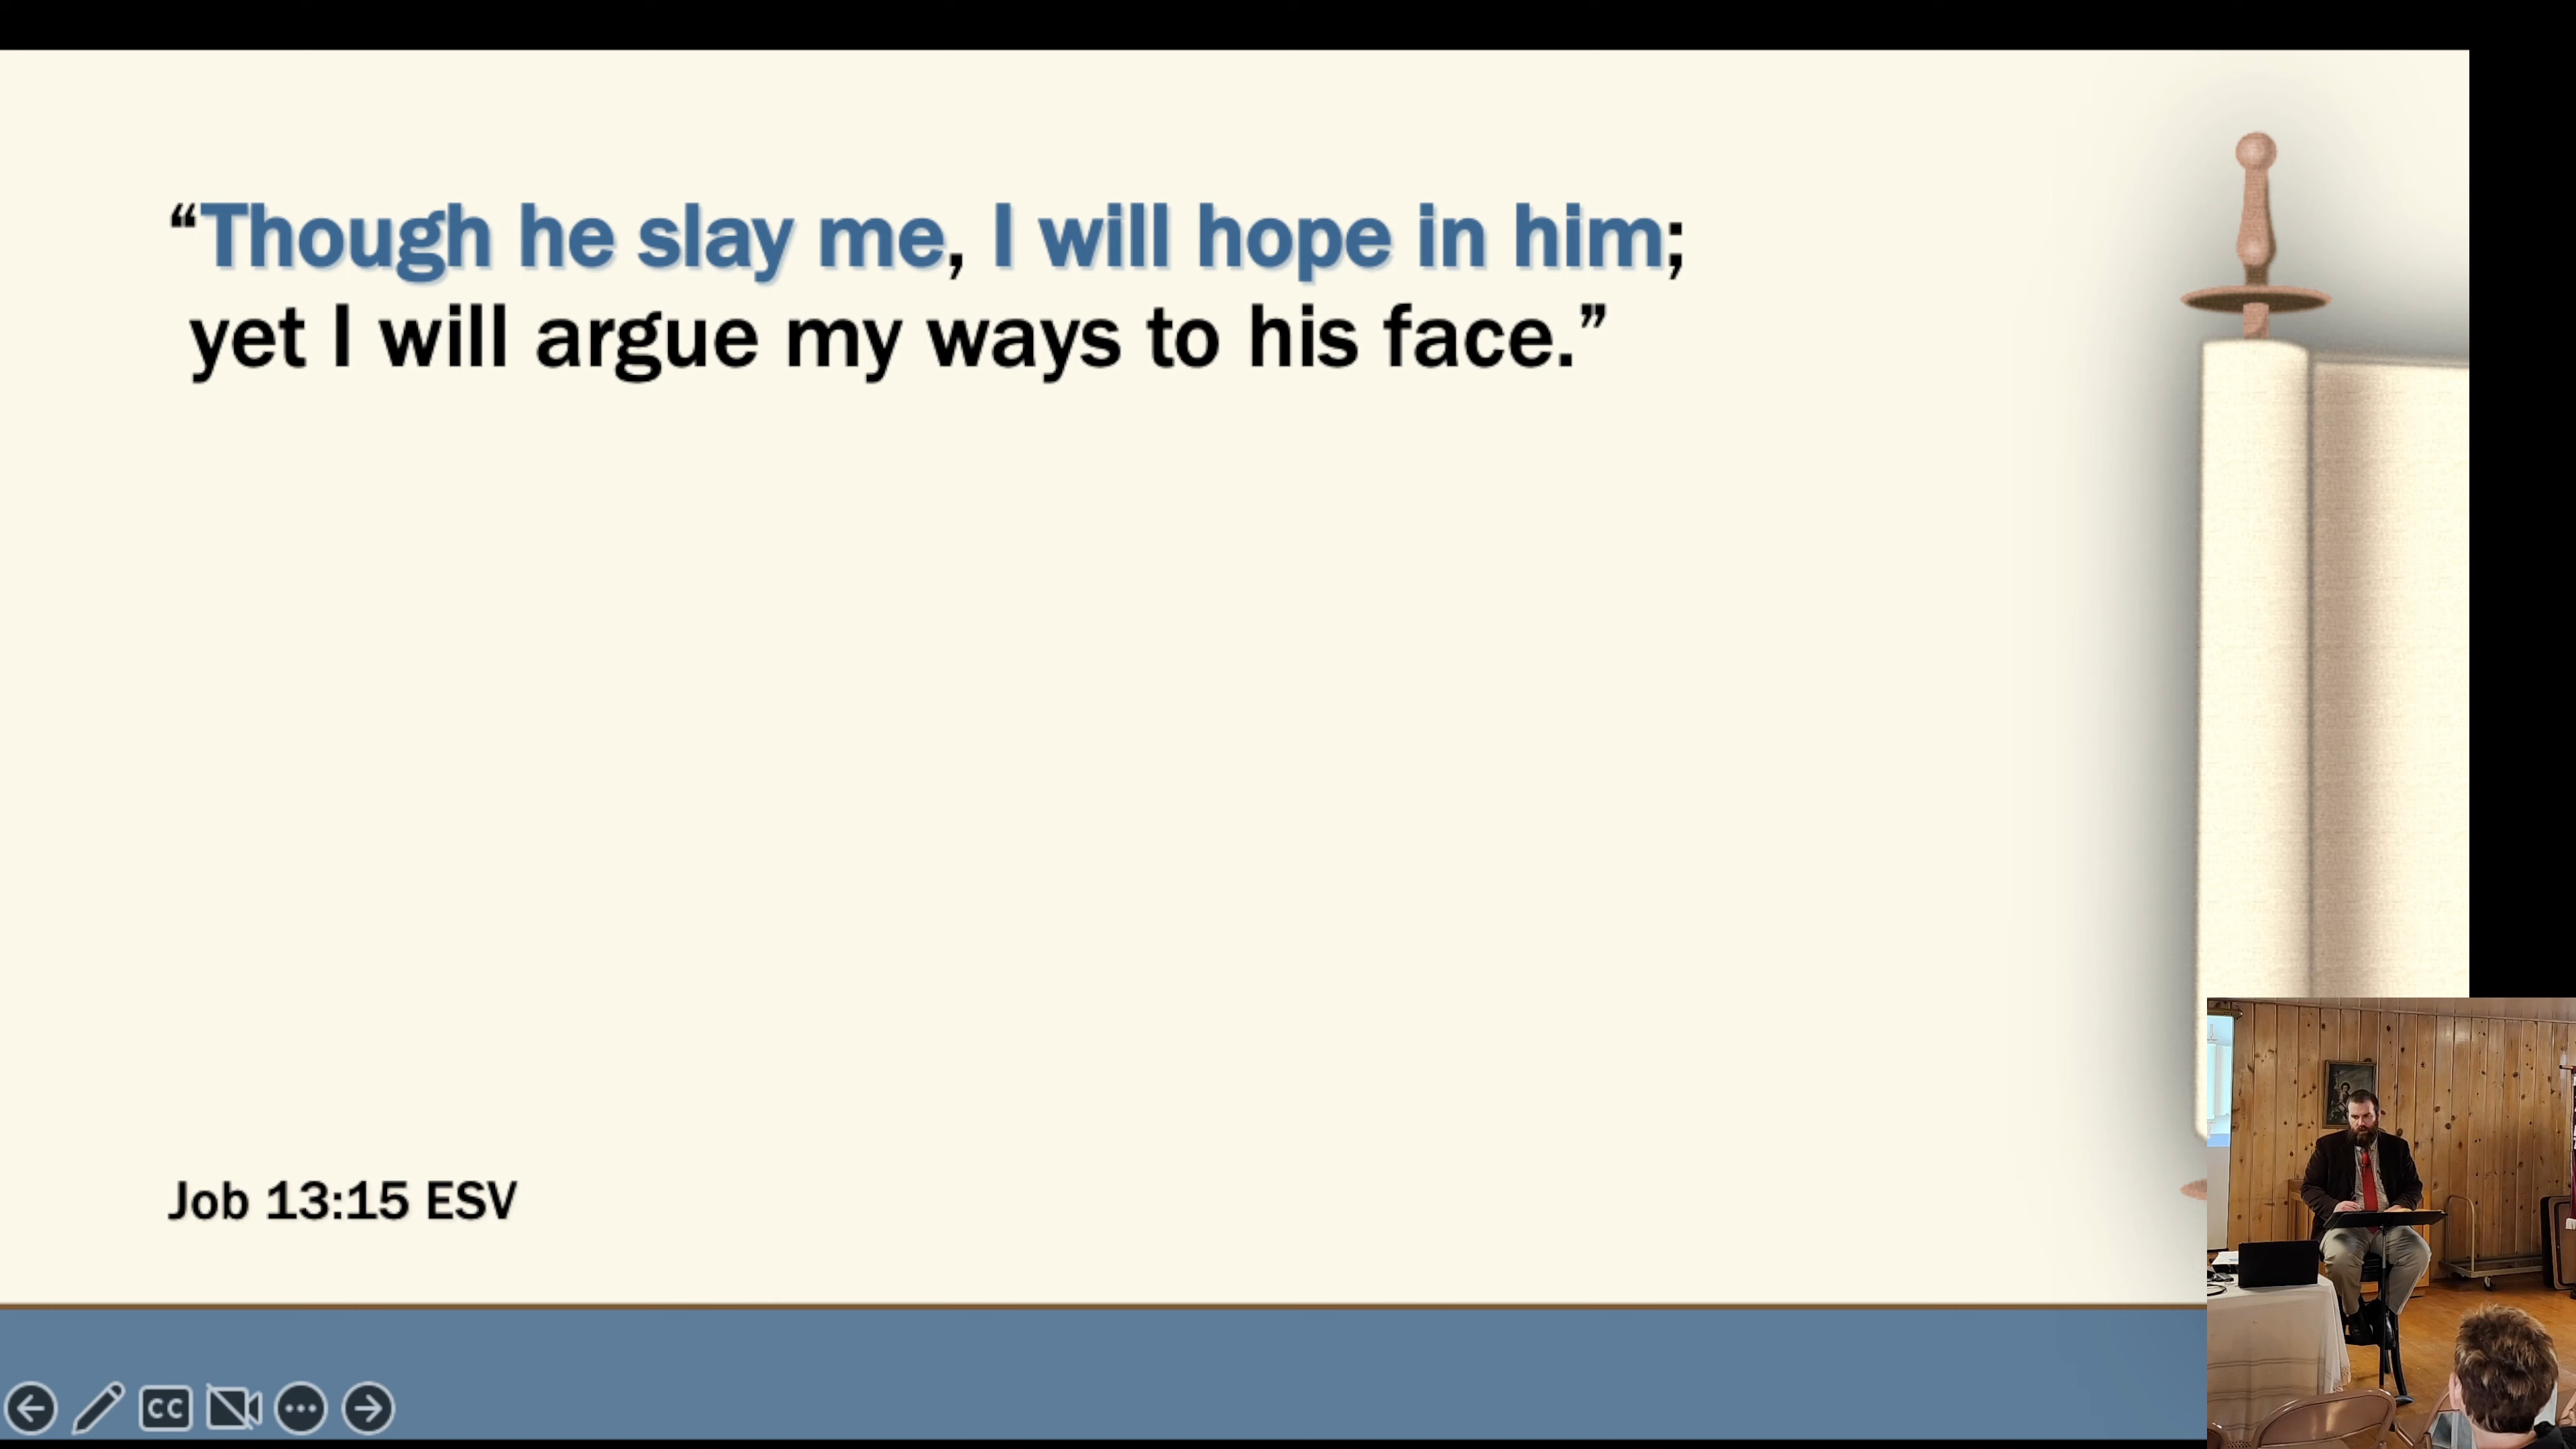 “Though he slay me, I will hope in him;
yet I will argue my ways to his face.”
Job 13:15 ESV
CC